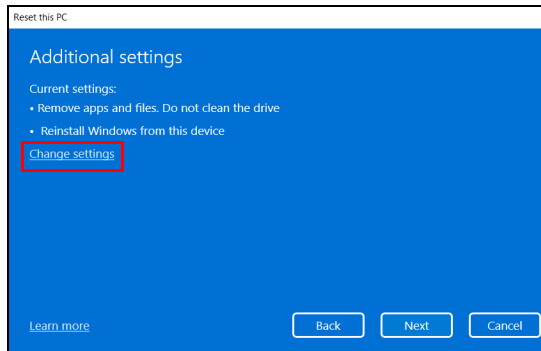 Reset this PC
Additional settings
Current settings:
• Remove apps and files. Do not clean the drive
• Reinstall Windows from this device
Change settings
Learn more
Back
Next
Cancel